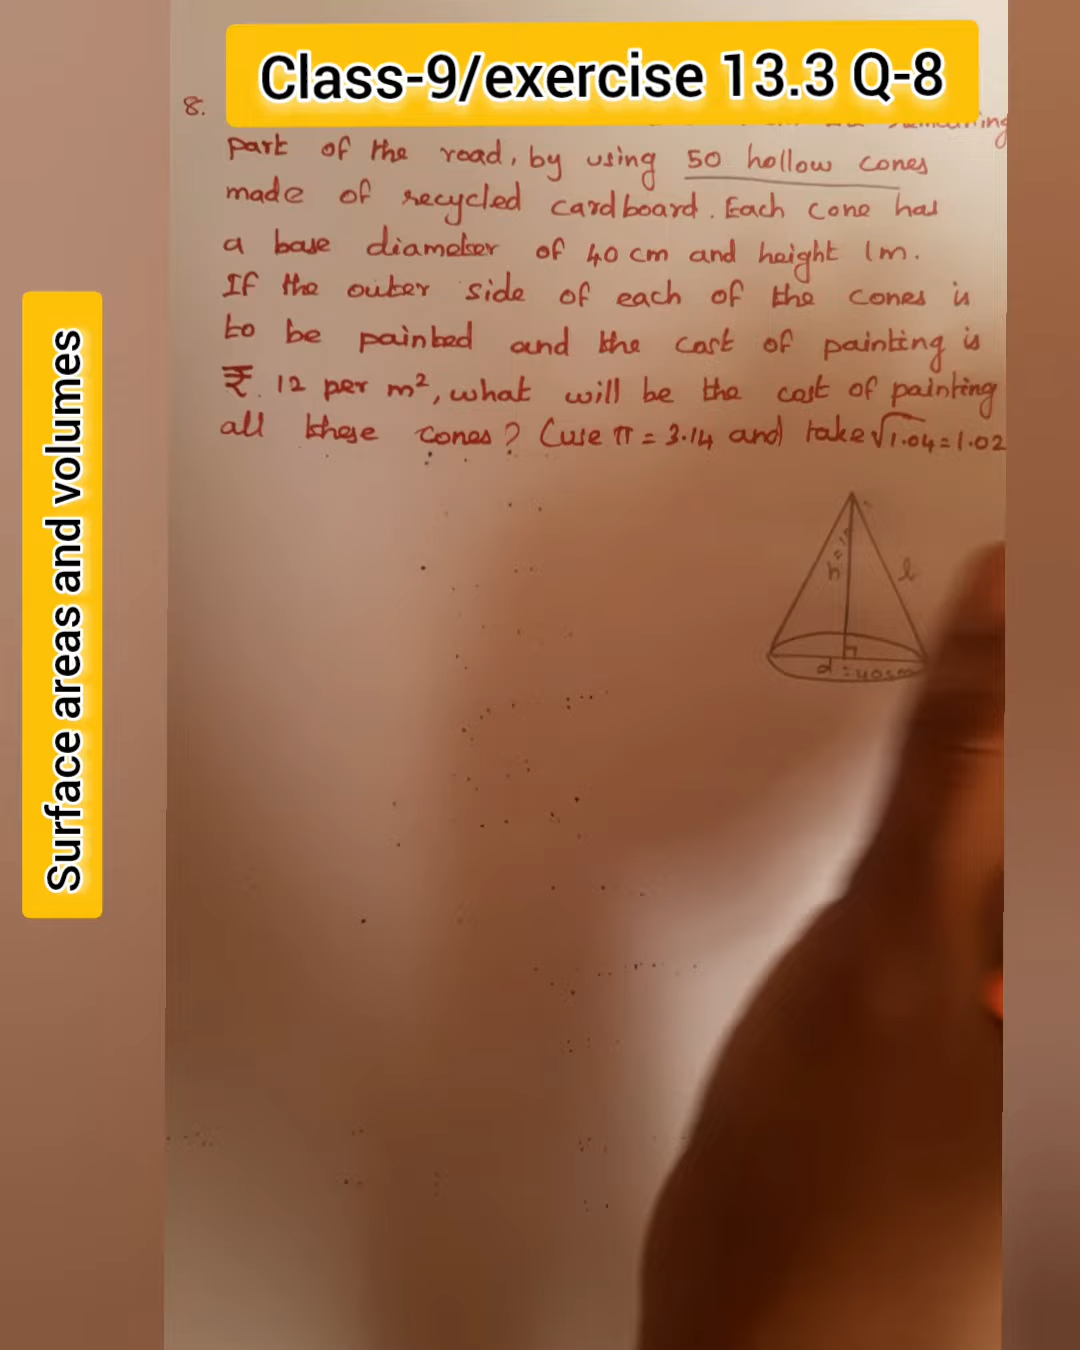 Class-9/exercise 13.3 Q-8
Surface areas and volumes
8.
remaining
part of the road, by using 50 hollow cones
made of recycled cardboard. Each cone has
a base diameter of 40 cm and height 1m.
If the outer side of each of the cones is
to be painted and the cost of painting is
₹. 12 per m², what will be the cost of painting
all these cones? (use π = 3.14 and take √1.04 = 1.02
h = 1m
l
d = 40cm